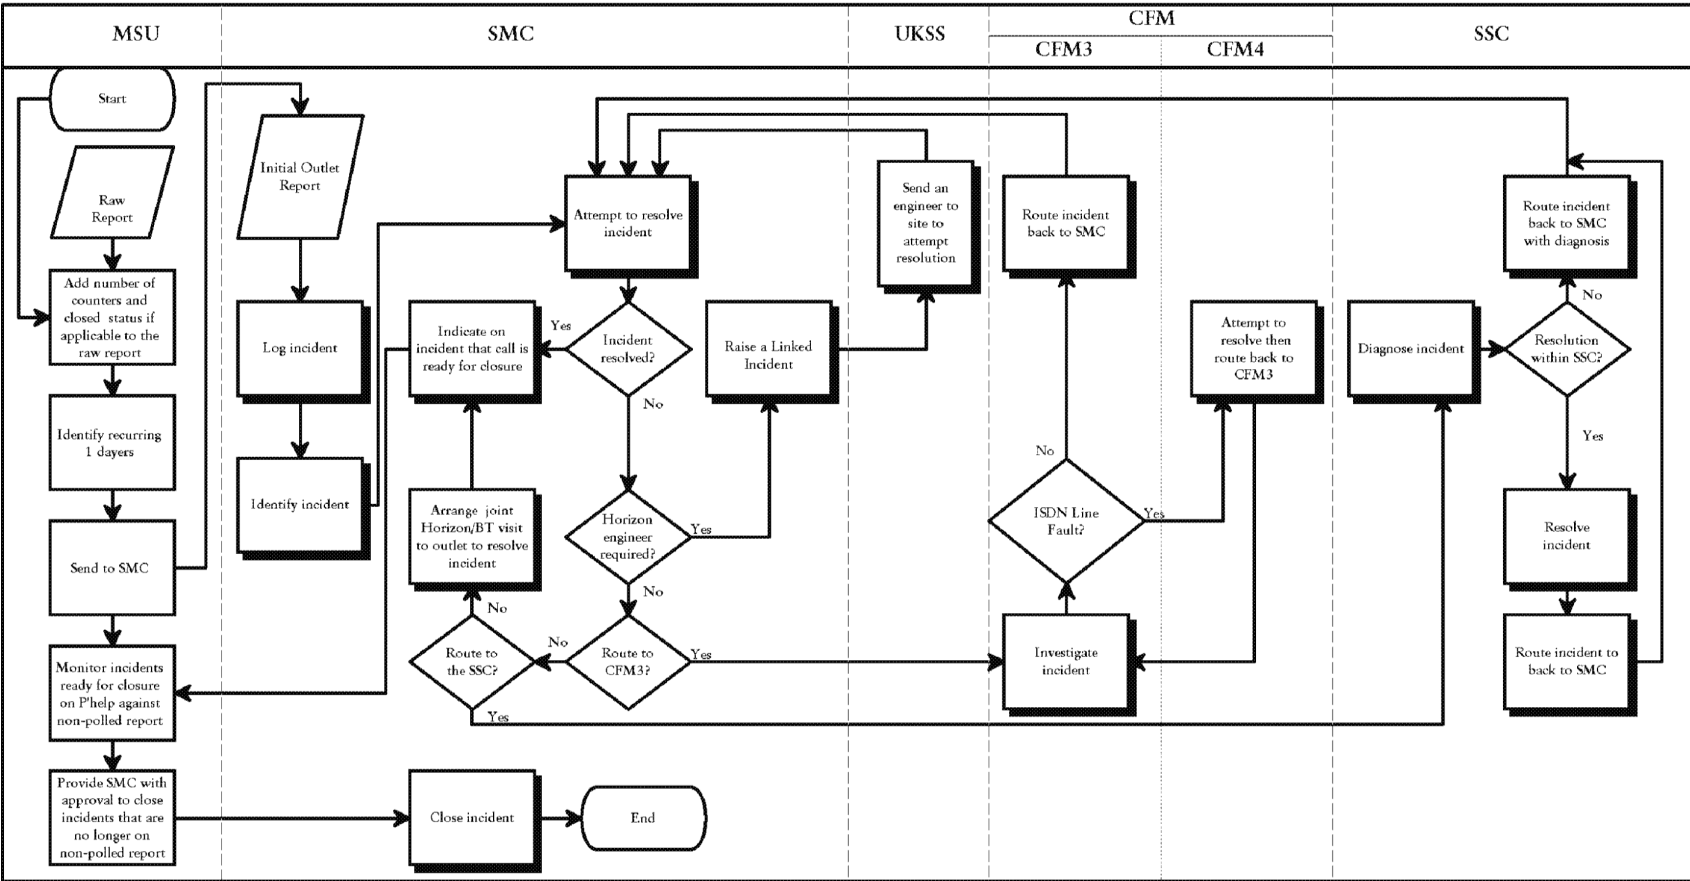 MSU
SMC
UKSS
CFM
CFM3
CFM4
SSC
Start
Raw
Report
Add number of
counters and
closed status if
applicable to the
raw report
Identify recurring
1 dayers
Send to SMC
Monitor incidents
ready for closure
on P'help against
non-polled report
Provide SMC with
approval to close
incidents that are
no longer on
non-polled report
Initial Outlet
Report
Log incident
Identify incident
Attempt to resolve
incident
Incident
resolved?
Yes
No
Indicate on
incident that call is
ready for closure
Raise a Linked
Incident
Arrange joint
Horizon/BT visit
to outlet to resolve
incident
Horizon
engineer
required?
Yes
No
No
Route to
the SSC?
Yes
No
Route to
CFM3?
Yes
Close incident
End
Send an
engineer to
site to
attempt
resolution
Route incident
back to SMC
No
ISDN Line
Fault?
Yes
Investigate
incident
Attempt to
resolve then
route back to
CFM3
Diagnose incident
Route incident
back to SMC
with diagnosis
No
Resolution
within SSC?
Yes
Resolve
incident
Route incident to
back to SMC